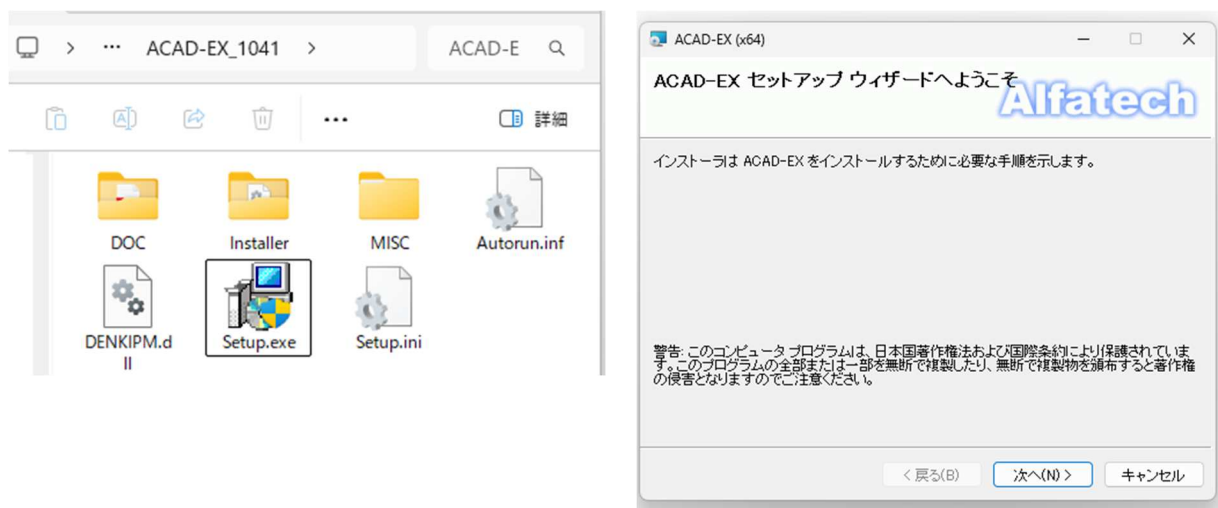 ACAD-EX_1041
ACAD-E
詳細
DOC
Installer
MISC
Autorun.inf
DENKIPM.d
ll
Setup.exe
Setup.ini
ACAD-EX (x64)
ACAD-EX セットアップ ウィザードへようこそ
Alfatech
インストーラは ACAD-EX をインストールするために必要な手順を示します。
警告: このコンピュータ プログラムは、日本国著作権法および国際条約により保護されていま
す。このプログラムの全部または一部を無断で複製したり、無断で複製物を頒布すると著作権
の侵害となりますのでご注意ください。
< 戻る(B)
次へ(N) >
キャンセル